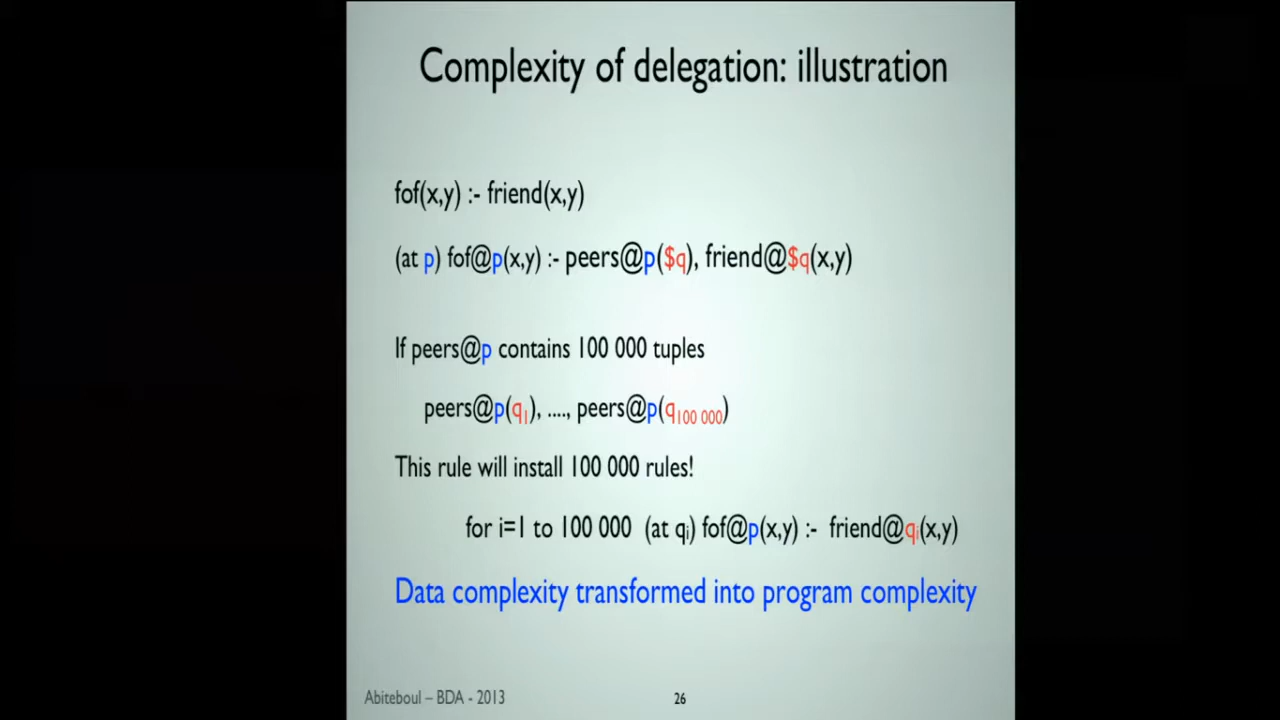 Complexity of delegation: illustration
fof(x,y) :- friend(x,y)
(at p) fof@p(x,y) :- peers@p($q), friend@$q(x,y)
If peers@p contains 100 000 tuples
peers@p(q1), ...., peers@p(q100 000)
This rule will install 100 000 rules!
for i=1 to 100 000 (at qi) fof@p(x,y) :- friend@qi(x,y)
Data complexity transformed into program complexity
Abiteboul – BDA - 2013
26